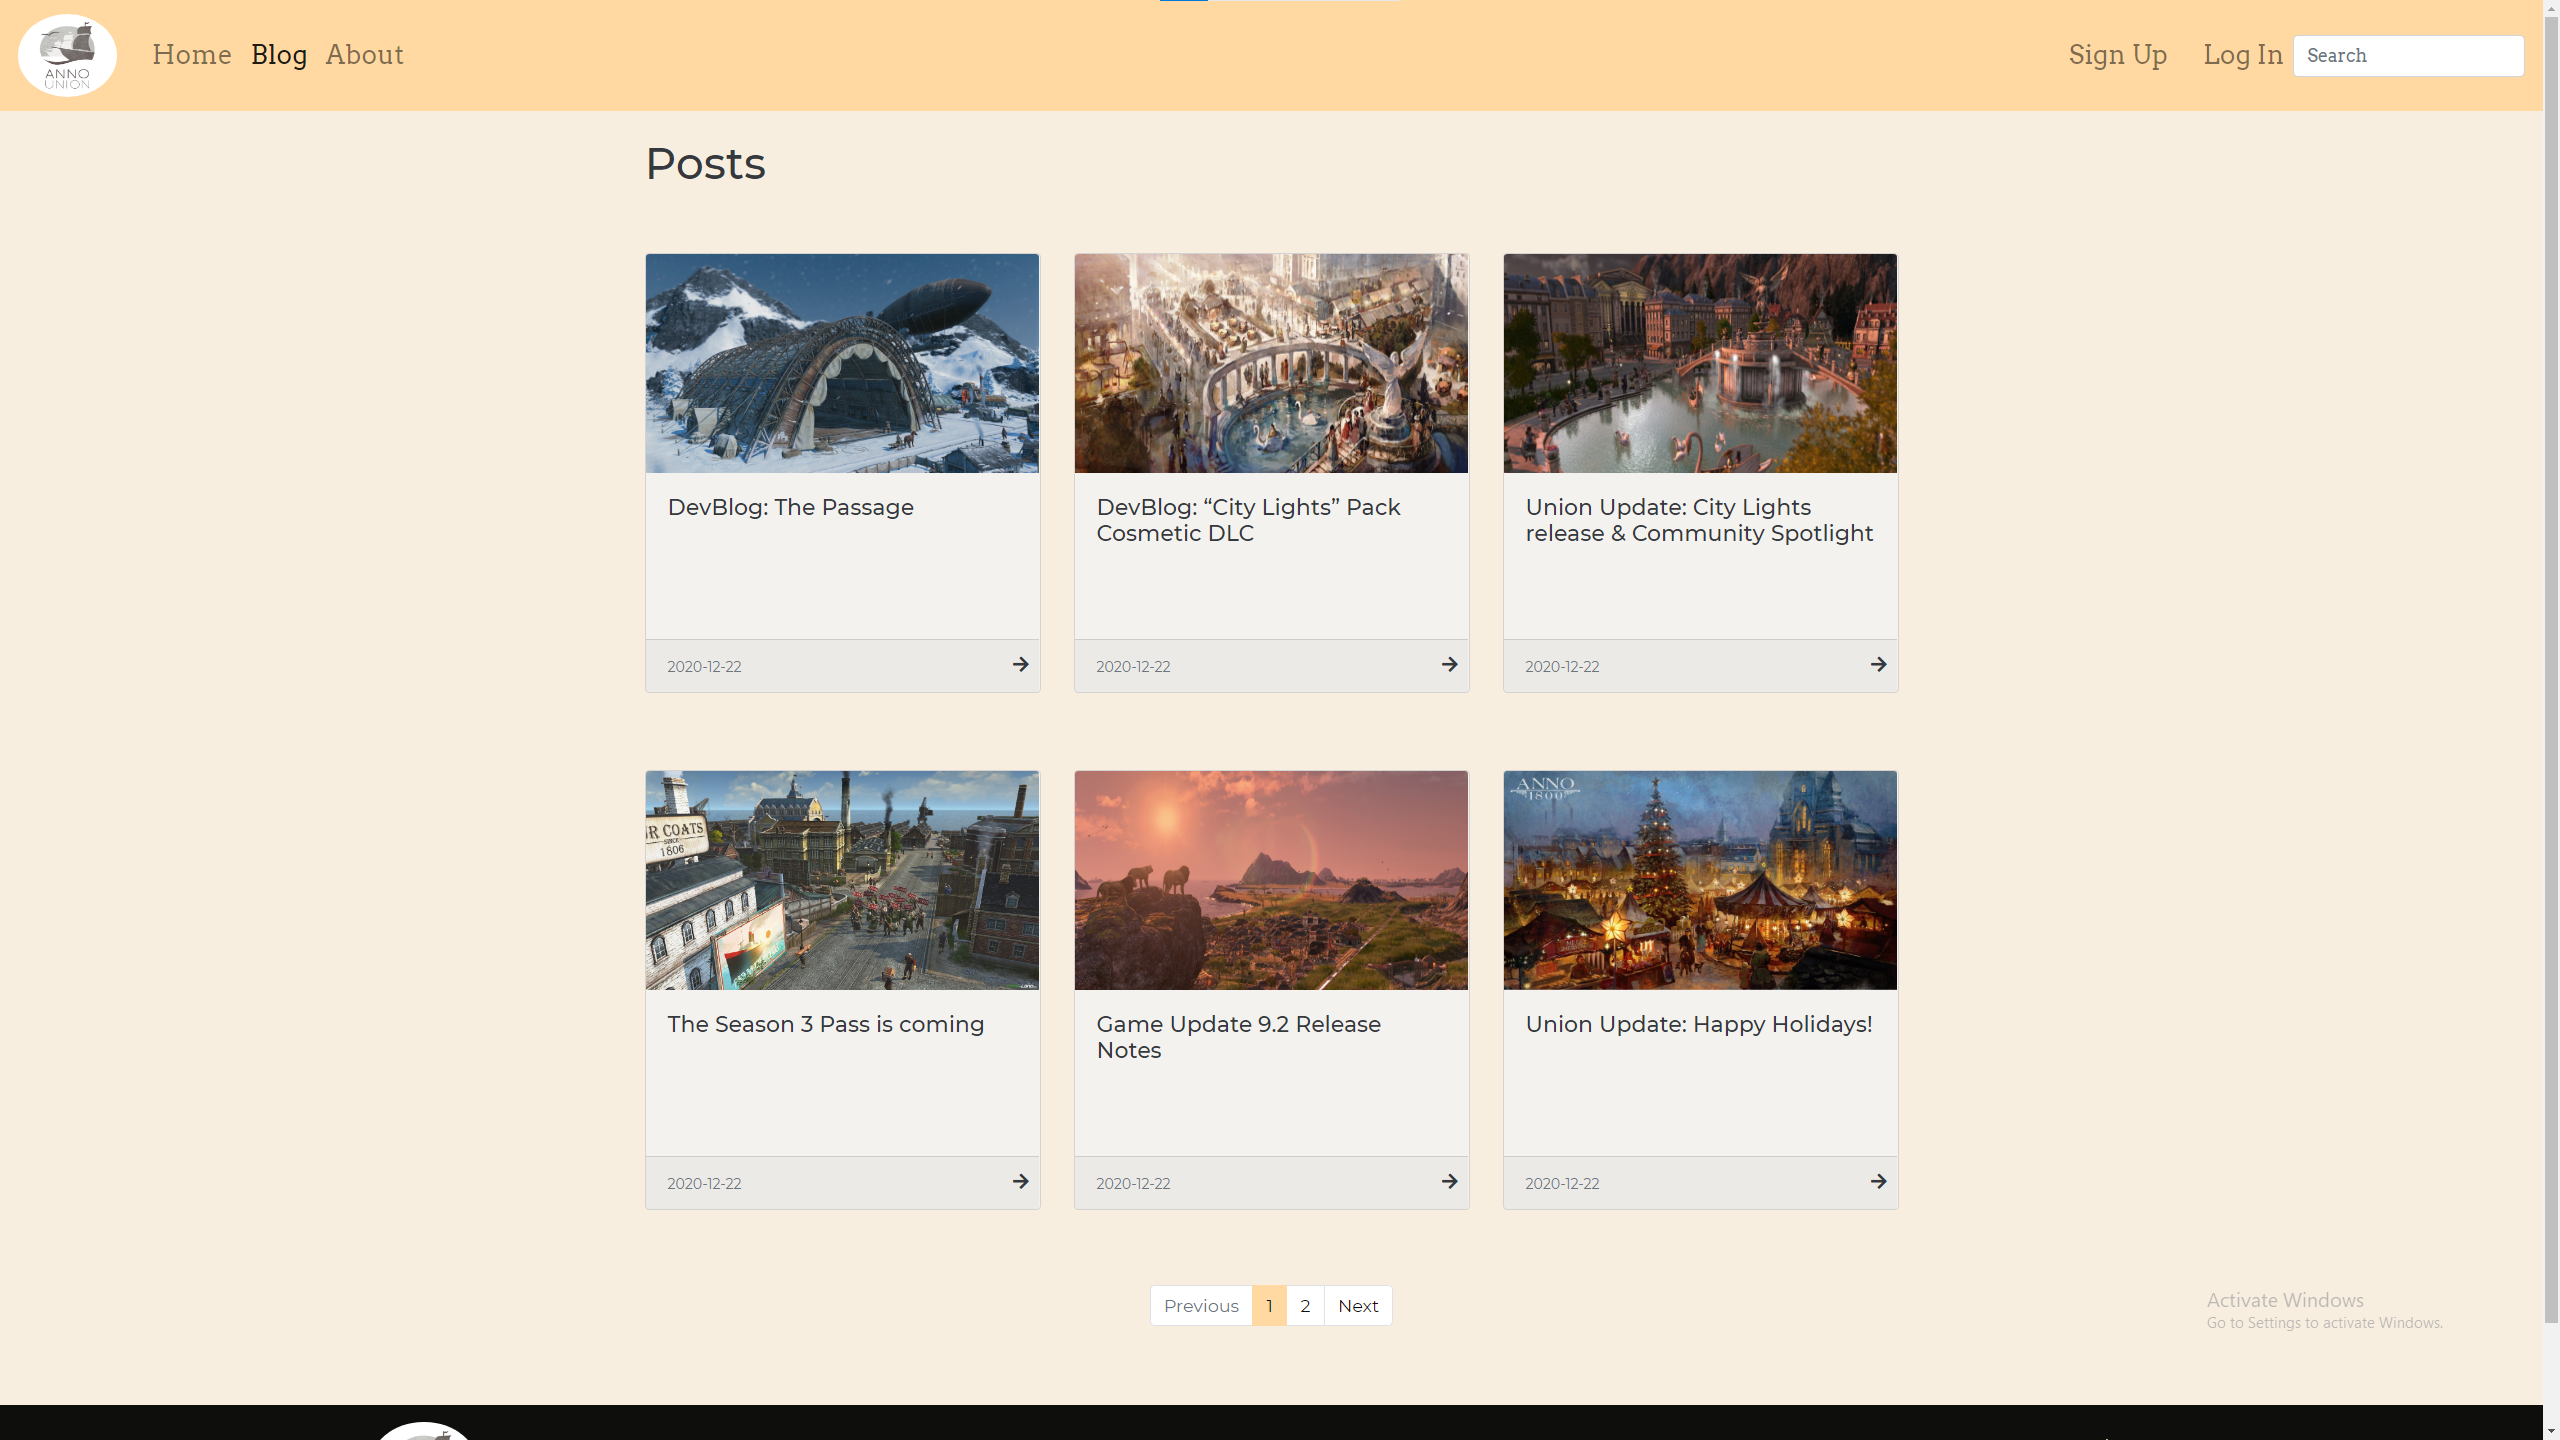 ANNO
UNION
Home
Blog
About
Sign Up
Log In
Search
Posts
DevBlog: The Passage
2020-12-22
DevBlog: “City Lights” Pack
Cosmetic DLC
2020-12-22
Union Update: City Lights
release & Community Spotlight
2020-12-22
R COATS
SINCE
1806
The Season 3 Pass is coming
2020-12-22
Game Update 9.2 Release
Notes
2020-12-22
ANNO
1800
Union Update: Happy Holidays!
2020-12-22
Previous
1
2
Next
Activate Windows
Go to Settings to activate Windows.